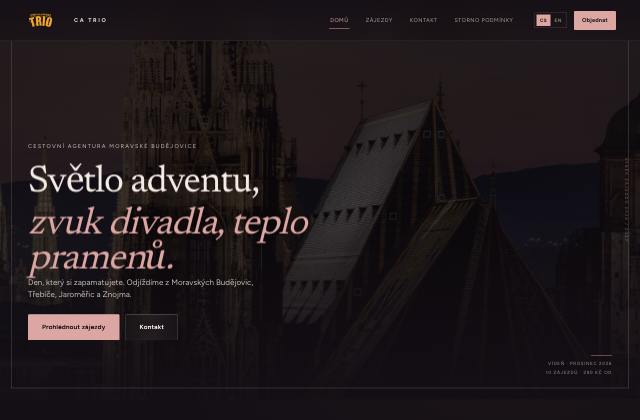 TRIO
CA TRIO
DOMŮ ZÁJEZDY KONTAKT STORNO PODMÍNKY CS EN Objednat
CESTOVNÍ AGENTURA MORAVSKÉ BUDĚJOVICE
Světlo adventu,
zvuk divadla, teplo
pramenů.
Den, který si zapamatujete. Odjíždíme z Moravských Budějovic,
Třebíče, Jaroměřic a Znojma.
Prohlédnout zájezdy Kontakt
VÍDEŇ · PROSINEC 2026
10 ZÁJEZDŮ · 290 KČ OD